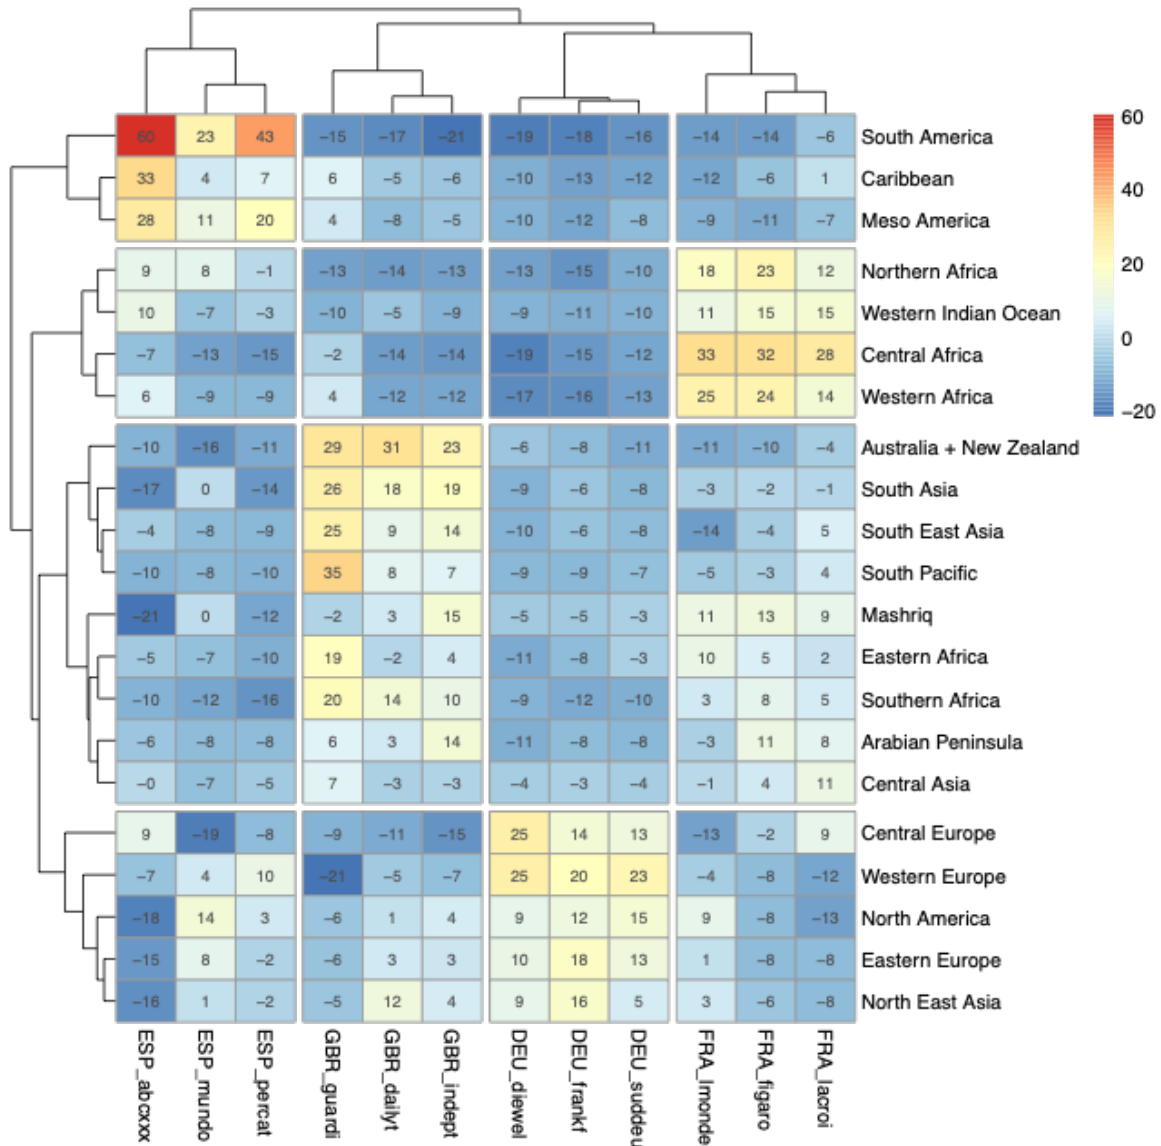 60 23 43 −15 −17 −21 −19 −18 −16 −14 −14 −6 South America
33 4 7 6 −5 −6 −10 −13 −12 −12 −6 1 Caribbean
28 11 20 4 −8 −5 −10 −12 −8 −9 −11 −7 Meso America
9 8 −1 −13 −14 −13 −13 −15 −10 18 23 12 Northern Africa
10 −7 −3 −10 −5 −9 −9 −11 −10 11 15 15 Western Indian Ocean
−7 −13 −15 −2 −14 −14 −19 −15 −12 33 32 28 Central Africa
6 −9 −9 4 −12 −12 −17 −16 −13 25 24 14 Western Africa
−10 −16 −11 29 31 23 −6 −8 −11 −11 −10 −4 Australia + New Zealand
−17 0 −14 26 18 19 −9 −6 −8 −3 −2 −1 South Asia
−4 −8 −9 25 9 14 −10 −6 −8 −14 −4 5 South East Asia
−10 −8 −10 35 8 7 −9 −9 −7 −5 −3 4 South Pacific
−21 0 −12 −2 3 15 −5 −5 −3 11 13 9 Mashriq
−5 −7 −10 19 −2 4 −11 −8 −3 10 5 2 Eastern Africa
−10 −12 −16 20 14 10 −9 −12 −10 3 8 5 Southern Africa
−6 −8 −8 6 3 14 −11 −8 −8 −3 11 8 Arabian Peninsula
−0 −7 −5 7 −3 −3 −4 −3 −4 −1 4 11 Central Asia
9 −19 −8 −9 −11 −15 25 14 13 −13 −2 9 Central Europe
−7 4 10 −21 −5 −7 25 20 23 −4 −8 −12 Western Europe
−18 14 3 −6 1 4 9 12 15 9 −8 −13 North America
−15 8 −2 −6 3 3 10 18 13 1 −8 −8 Eastern Europe
−16 1 −2 −5 12 4 9 16 5 3 −6 −8 North East Asia
ESP_abcxxx
ESP_mundo
ESP_percat
GBR_guardi
GBR_dailyt
GBR_indept
DEU_diewel
DEU_frankf
DEU_suddeu
FRA_lmonde
FRA_figaro
FRA_lacroi
60
40
20
0
−20